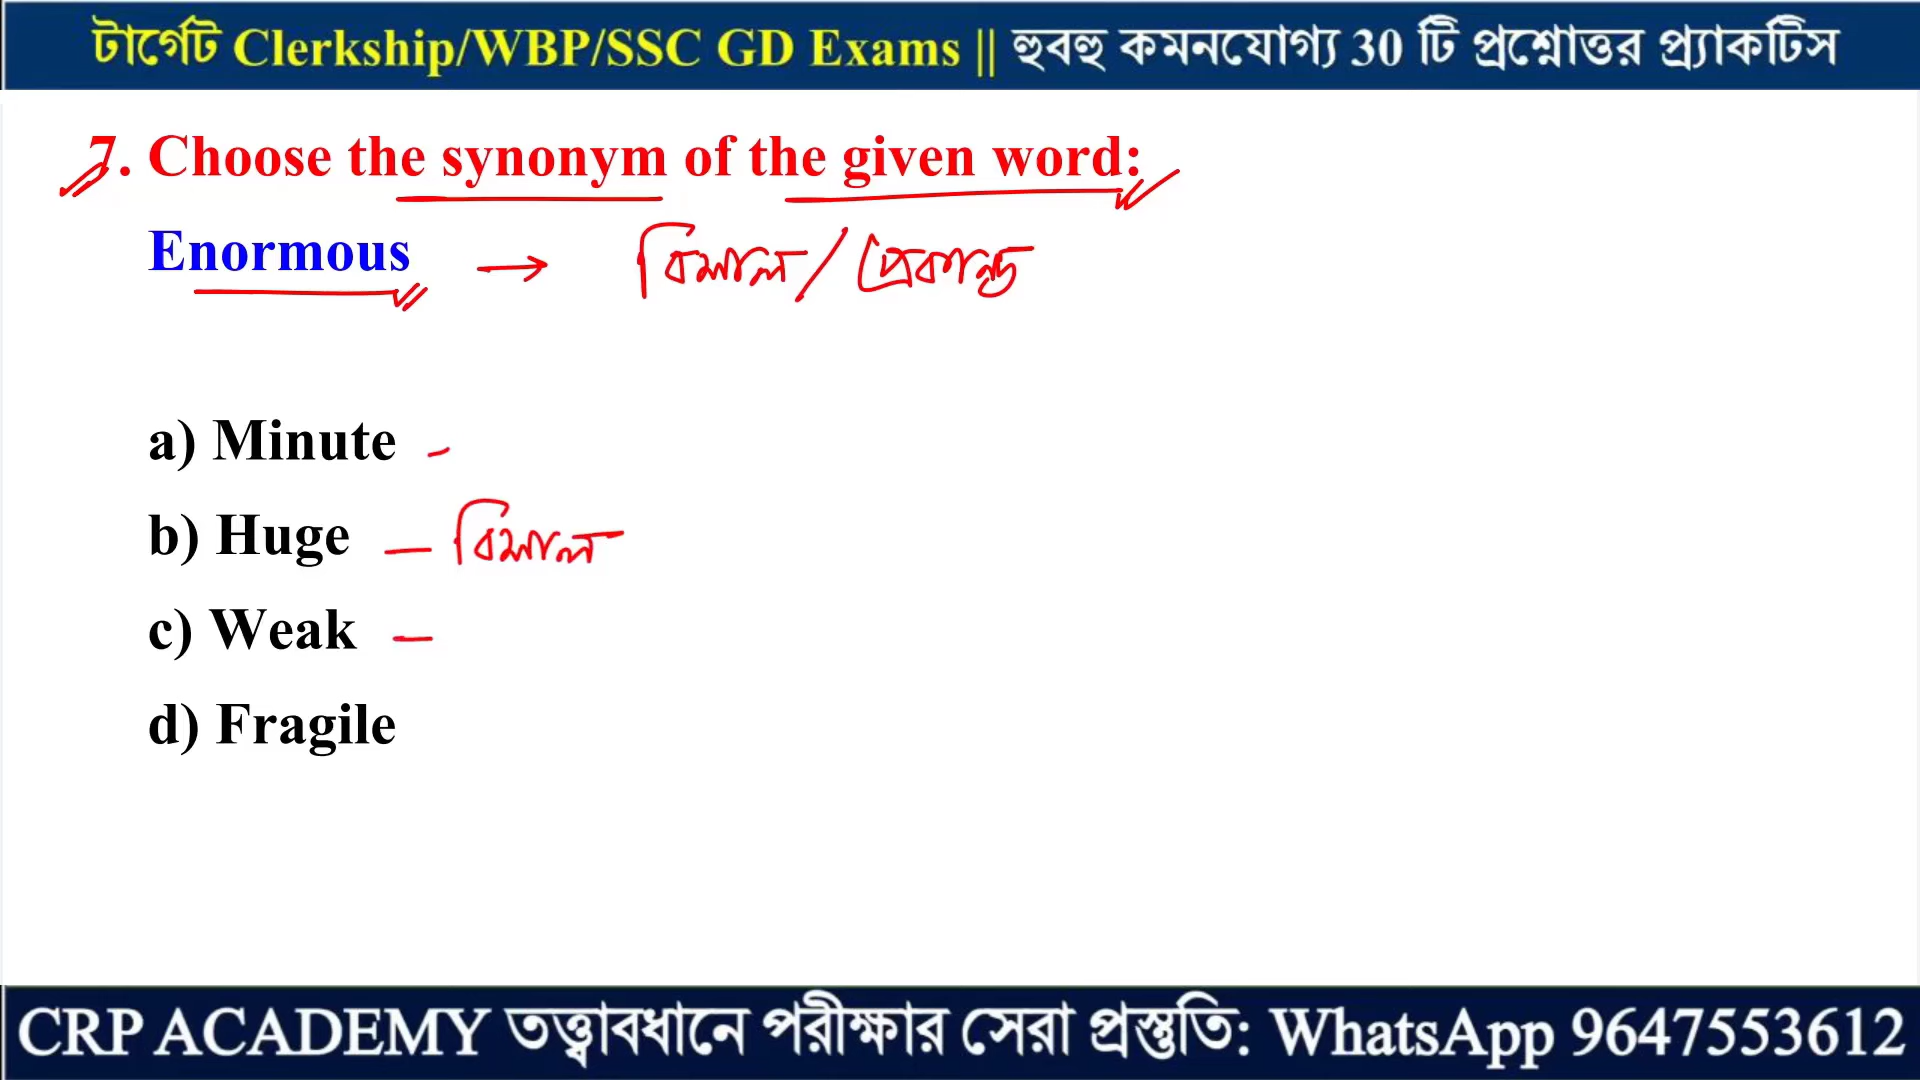 টার্গেট Clerkship/WBP/SSC GD Exams || হুবহু কমনযোগ্য 30 টি প্রশ্নোত্তর প্র্যাকটিস
7. Choose the synonym of the given word:
Enormous → বিশাল/প্রকান্ড
a) Minute -
b) Huge — বিশাল
c) Weak —
d) Fragile
CRP ACADEMY তত্ত্বাবধানে পরীক্ষার সেরা প্রস্তুতি: WhatsApp 9647553612